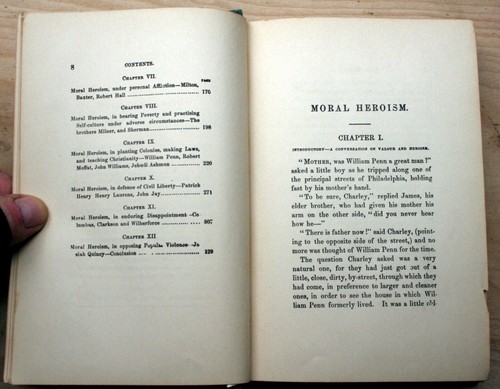 8 CONTENTS.
CHAPTER VII.
PAGE
Moral Heroism, under personal Affliction—Milton,
Baxter, Robert Hall 176
CHAPTER VIII.
Moral Heroism, in bearing Poverty and practising
Self-culture under adverse circumstances—The
brothers Milner, and Sherman 198
CHAPTER IX.
Moral Heroism, in planting Colonies, making Laws,
and teaching Christianity—William Penn, Robert
Moffat, John Williams, Jehudi Ashmun 226
CHAPTER X.
Moral Heroism, in defence of Civil Liberty—Patrick
Henry Henry Laurens, John Jay 271
CHAPTER XI.
Moral Heroism, in enduring Disappointment—Co-
lumbus, Clarkson and Wilberforce 307
CHAPTER XII
Moral Heroism, in opposing Popular Violence—Jo-
siah Quincy—Conclusion 329
MORAL HEROISM.
CHAPTER I.
INTRODUCTORY—A CONVERSATION ON VALOUR AND HEROISM.
"MOTHER, was William Penn a great man?"
asked a little boy as he tripped along one of
the principal streets of Philadelphia, holding
fast by his mother's hand.
"To be sure, Charley," replied James, his
elder brother, who had given his mother his
arm on the other side, "did you never hear
how he—"
"There is father now!" said Charley, (point-
ing to the opposite side of the street), and no
more was thought of William Penn for the time.
The question Charley asked was a very
natural one, for they had just got out of a
little, close, dirty, by-street, through which they
had come, in preference to larger and cleaner
ones, in order to see the house in which Wil-
liam Penn formerly lived. It was a little old-